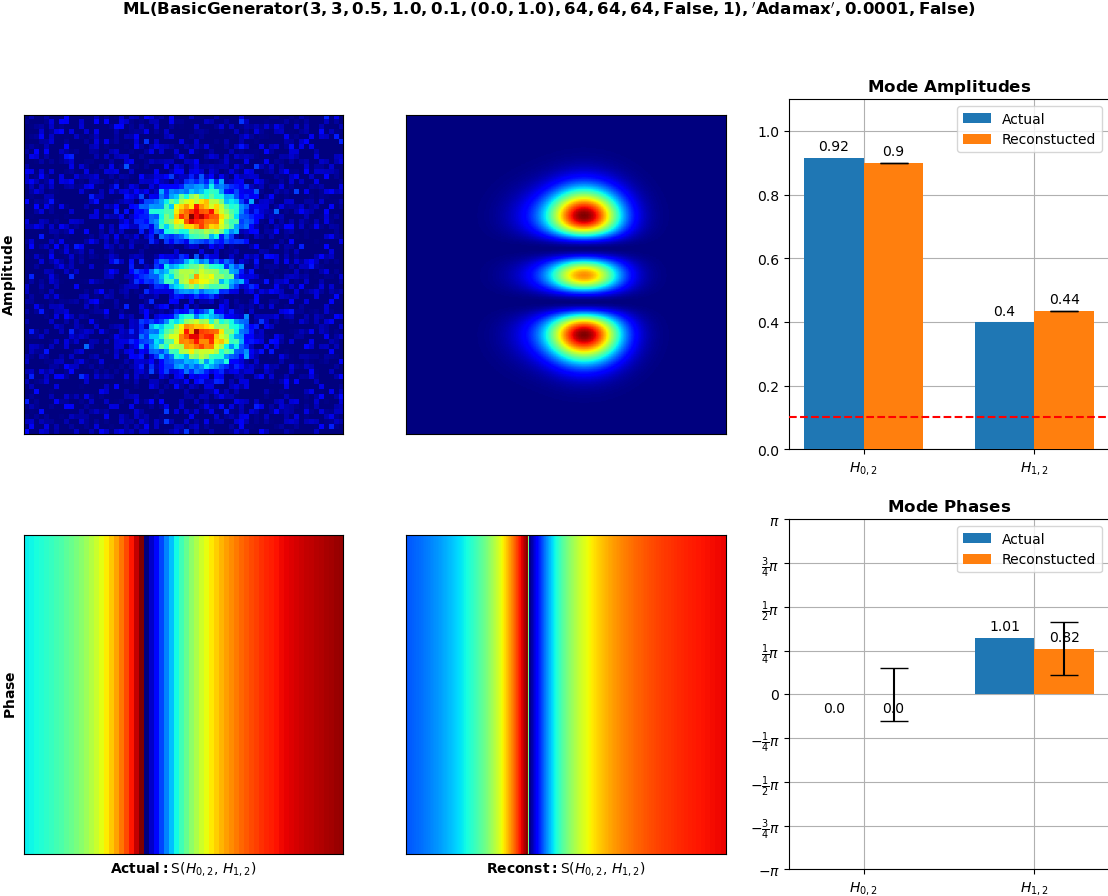 ML(BasicGenerator(3, 3, 0.5, 1.0, 0.1, (0.0, 1.0), 64, 64, 64, False, 1), 'Adamax', 0.0001, False)
Amplitude
Mode Amplitudes
Actual
Reconstucted
1.0
0.8
0.6
0.4
0.2
0.0
0.92
0.9
0.4
0.44
H0, 2
H1, 2
Phase
Actual: S(H0, 2, H1, 2)
Reconst: S(H0, 2, H1, 2)
Mode Phases
Actual
Reconstucted
π
3/4π
1/2π
1/4π
0
−1/4π
−1/2π
−3/4π
−π
0.0
0.0
1.01
0.82
H0, 2
H1, 2